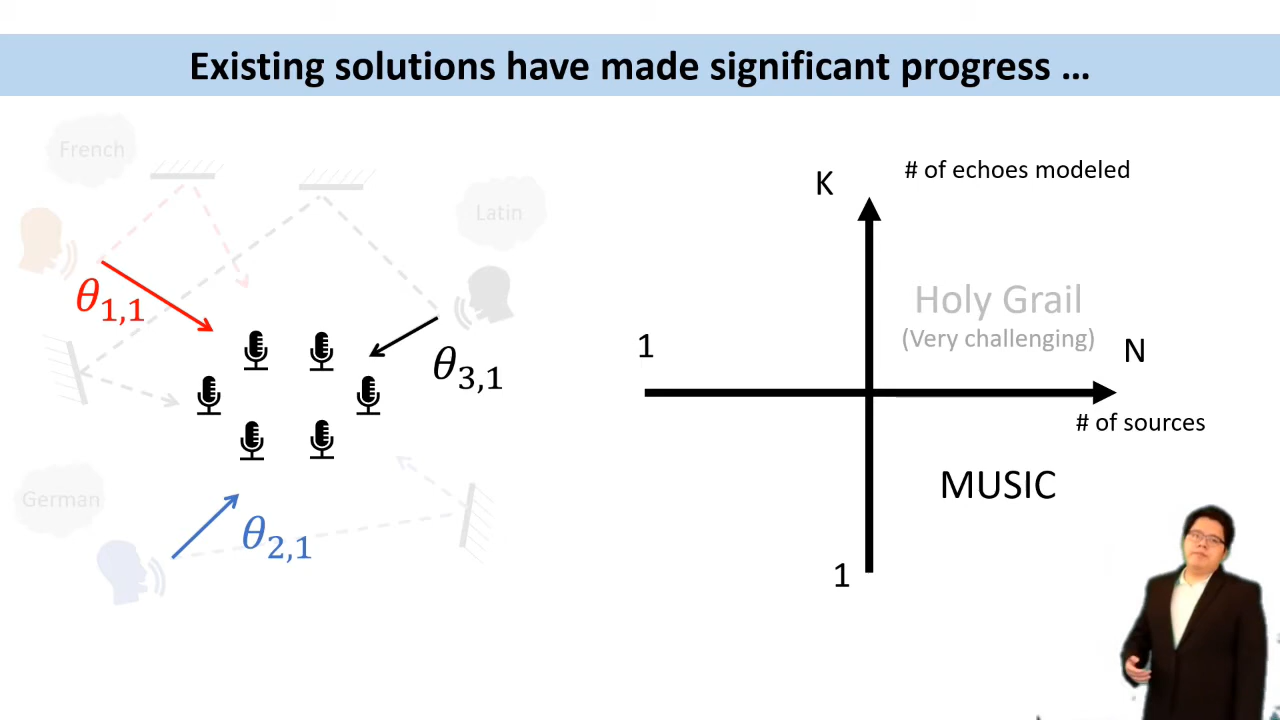 Existing solutions have made significant progress ...
French
Latin
θ1,1
θ3,1
German
θ2,1
K
# of echoes modeled
Holy Grail
(Very challenging)
1
N
# of sources
MUSIC
1